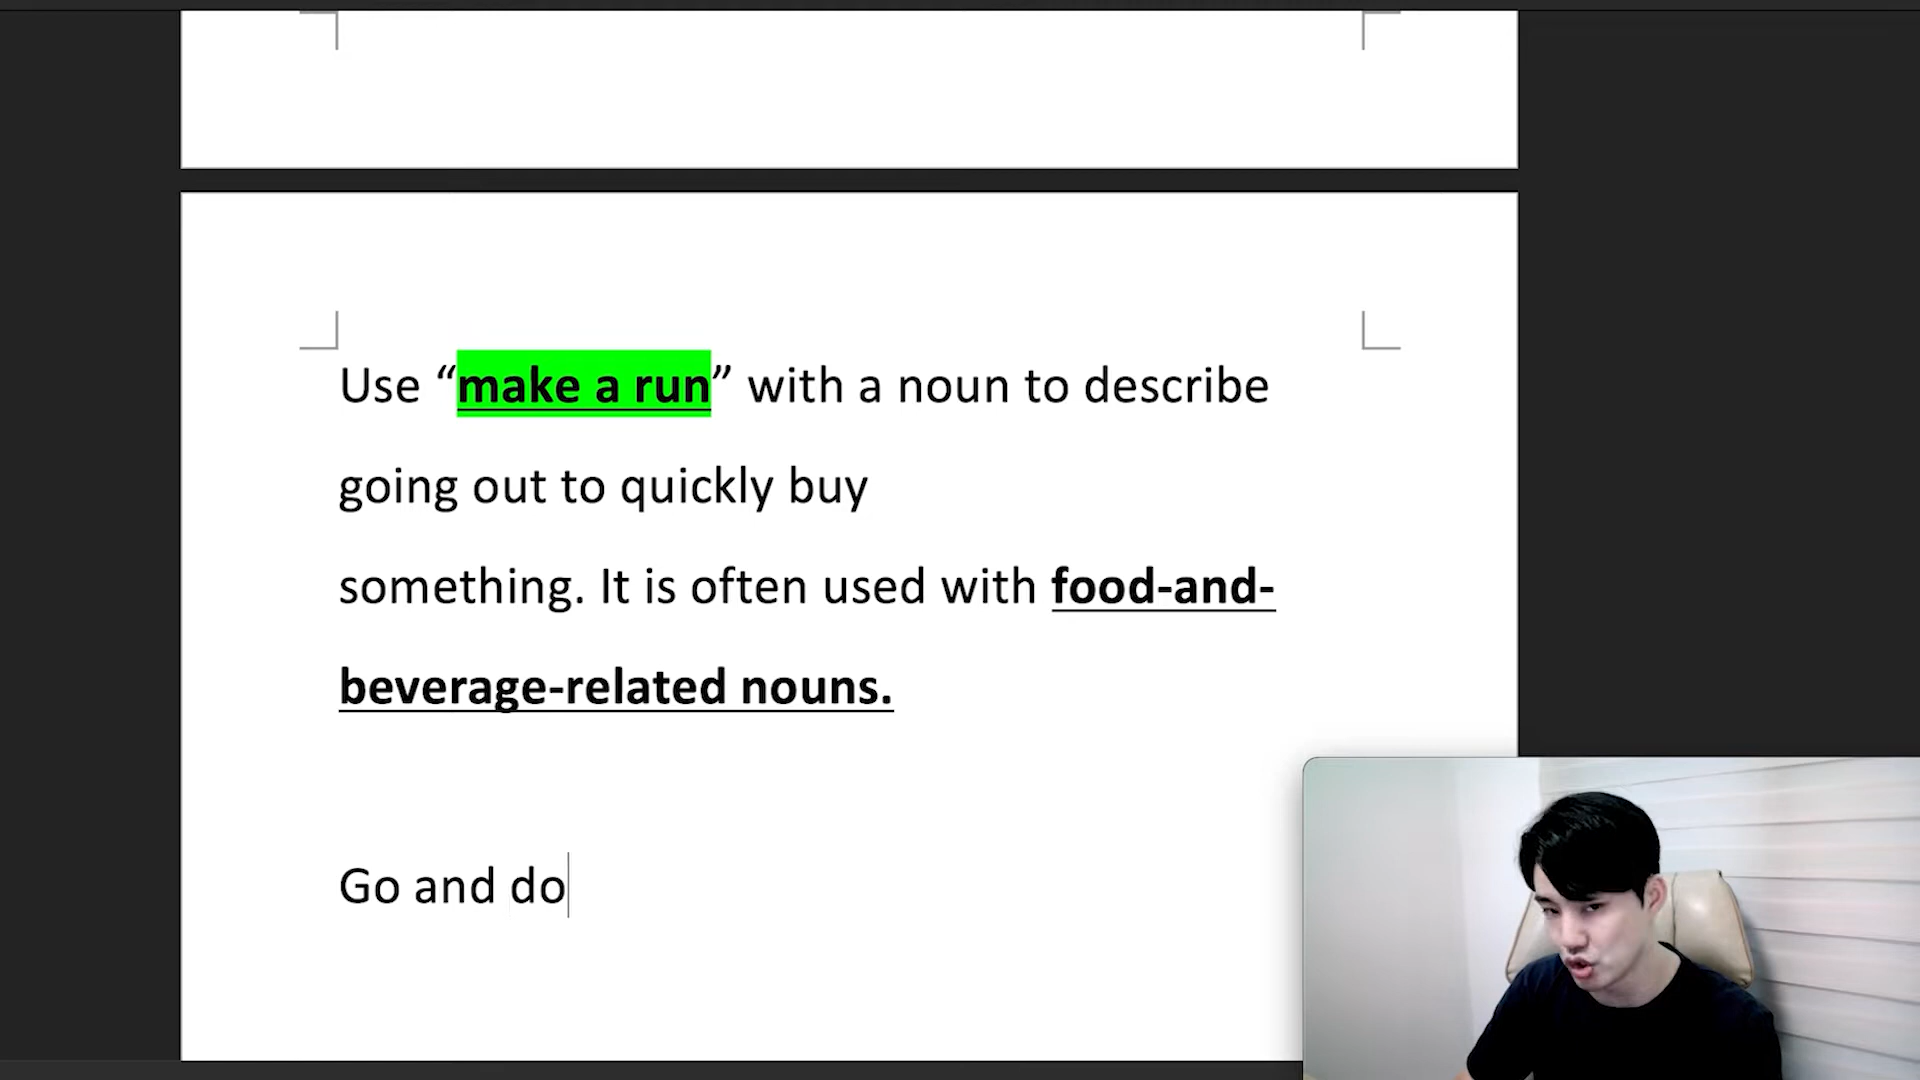 Use “make a run” with a noun to describe
going out to quickly buy
something. It is often used with food-and-
beverage-related nouns.
Go and do